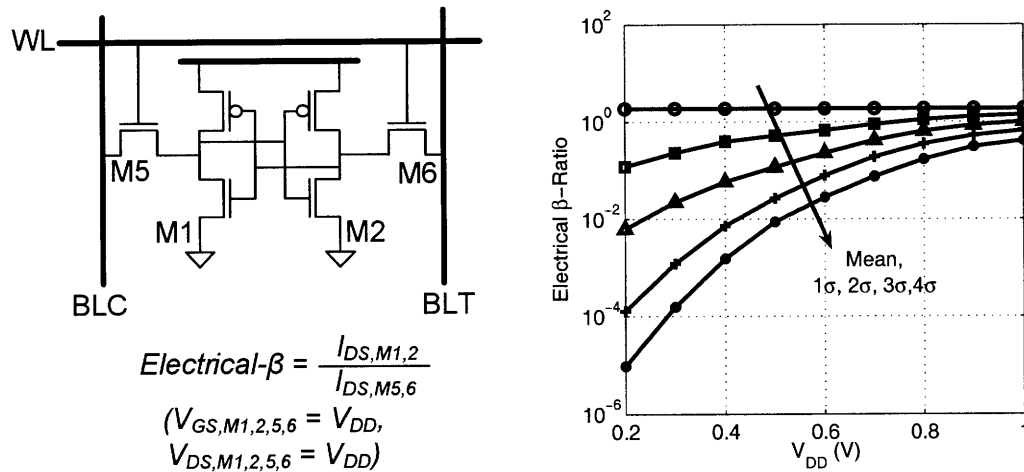 WL
M5
M6
M1
M2
BLC
BLT
Electrical-β = I_DS,M1,2 / I_DS,M5,6
(V_GS,M1,2,5,6 = V_DD,
V_DS,M1,2,5,6 = V_DD)
Electrical β−Ratio
10^2
10^0
10^-2
10^-4
10^-6
Mean,
1σ, 2σ, 3σ,4σ
0.2 0.4 0.6 0.8 1
V_DD (V)